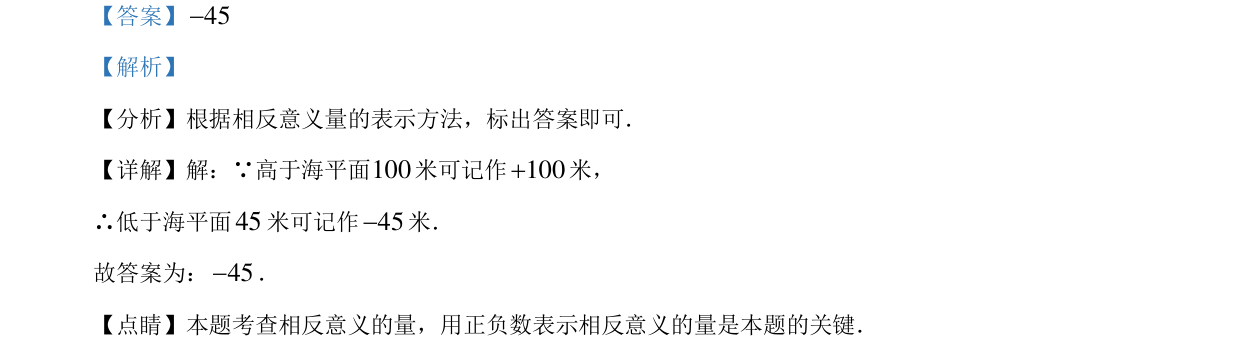 【答案】−45
【解析】
【分析】根据相反意义量的表示方法，标出答案即可．
【详解】解：∵高于海平面100米可记作+100米，
∴低于海平面45米可记作−45米．
故答案为：−45．
【点睛】本题考查相反意义的量，用正负数表示相反意义的量是本题的关键．